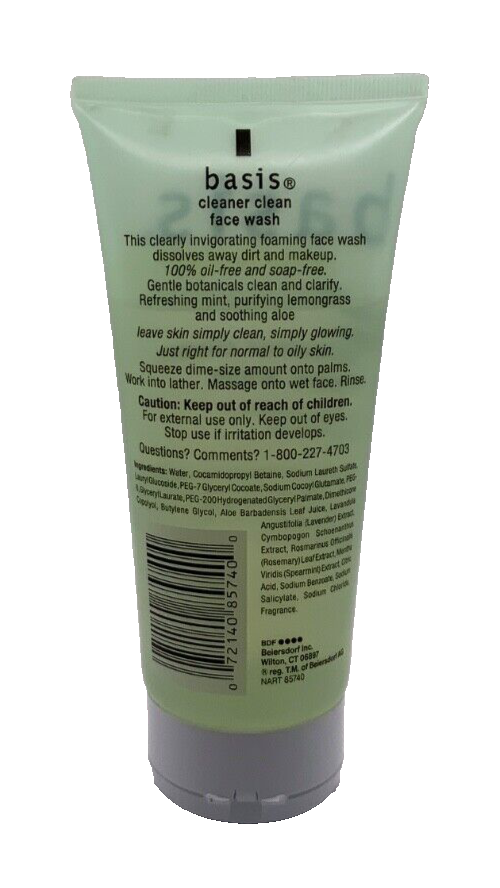 basis®
cleaner clean
face wash
This clearly invigorating foaming face wash
dissolves away dirt and makeup.
100% oil-free and soap-free.
Gentle botanicals clean and clarify.
Refreshing mint, purifying lemongrass
and soothing aloe
leave skin simply clean, simply glowing.
Just right for normal to oily skin.
Squeeze dime-size amount onto palms.
Work into lather. Massage onto wet face. Rinse.
Caution: Keep out of reach of children.
For external use only. Keep out of eyes.
Stop use if irritation develops.
Questions? Comments? 1-800-227-4703
Ingredients: Water, Cocamidopropyl Betaine, Sodium Laureth Sulfate,
Lauryl Glucoside, PEG-7 Glyceryl Cocoate, Sodium Cocoyl Glutamate, PEG-
6 Glyceryl Laurate, PEG-200 Hydrogenated Glyceryl Palmate, Dimethicone
Copolyol, Butylene Glycol, Aloe Barbadensis Leaf Juice, Lavandula
Angustifolia (Lavender) Extract,
Cymbopogon Schoenanthus
Extract, Rosmarinus Officinalis
(Rosemary) Leaf Extract, Mentha
Viridis (Spearmint) Extract, Citric
Acid, Sodium Benzoate, Sodium
Salicylate, Sodium Chloride,
Fragrance.
0 72140 85740 0
BDF ●●●●
Beiersdorf Inc.
Wilton, CT 06897
® reg. T.M. of Beiersdorf AG
NART 85740
basis